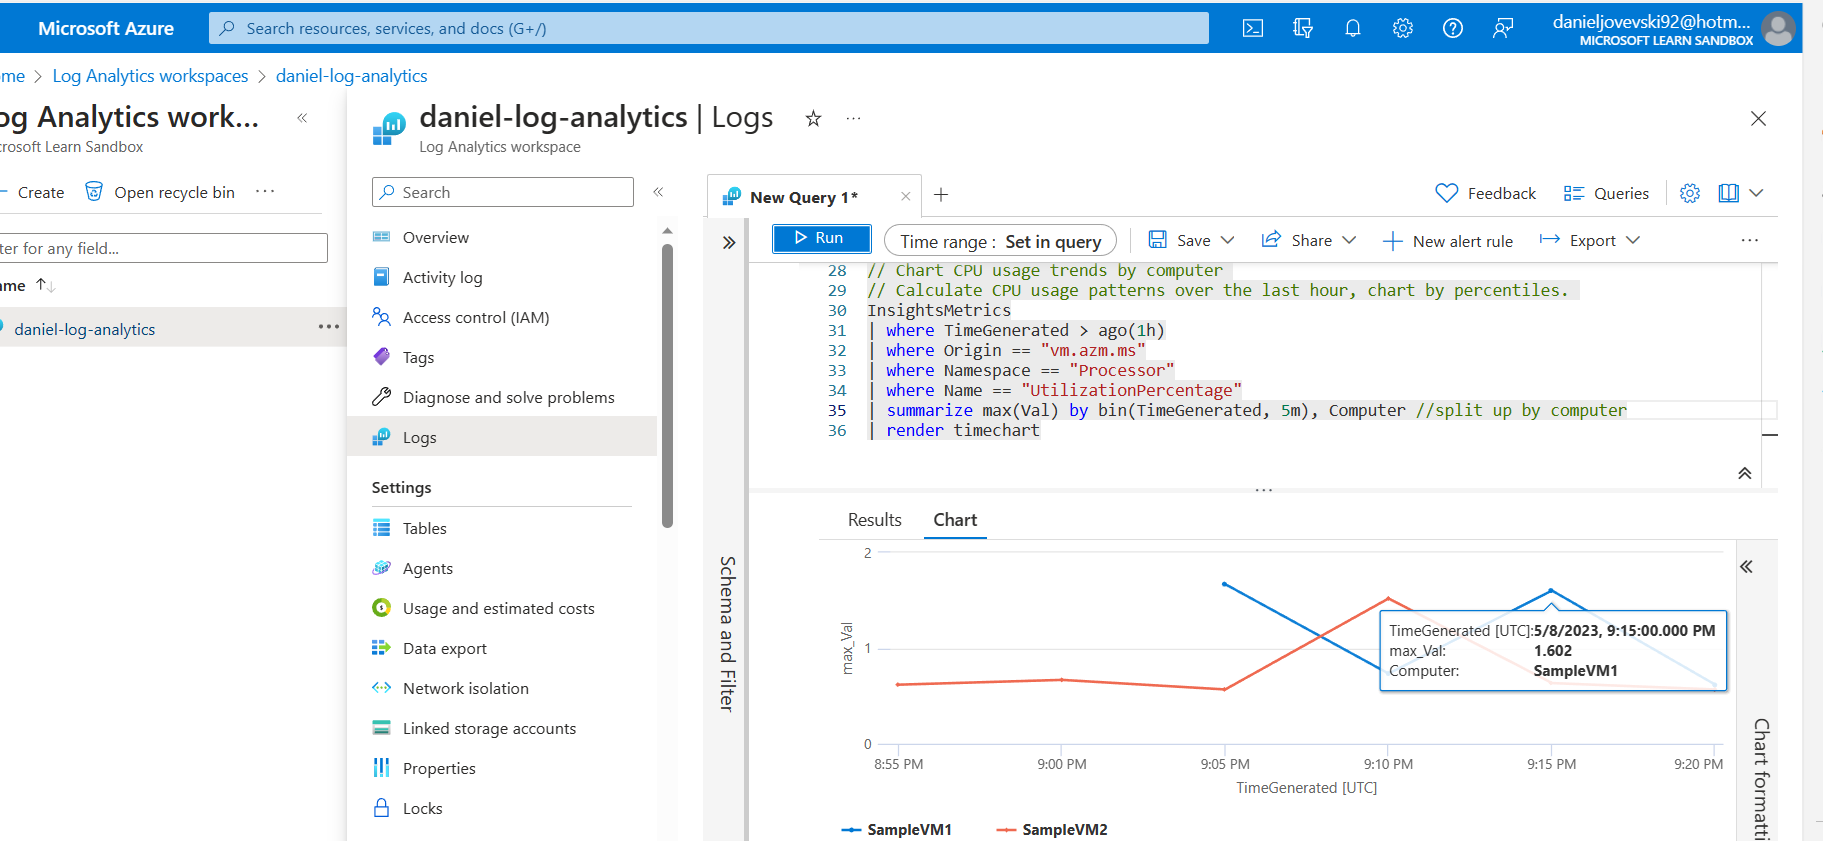 Microsoft Azure
Search resources, services, and docs (G+/)
danieljovevski92@hotm...
MICROSOFT LEARN SANDBOX
ome > Log Analytics workspaces > daniel-log-analytics
og Analytics work...
crosoft Learn Sandbox
Create
Open recycle bin
ter for any field...
ame
daniel-log-analytics
daniel-log-analytics | Logs
Log Analytics workspace
Search
Overview
Activity log
Access control (IAM)
Tags
Diagnose and solve problems
Logs
Settings
Tables
Agents
Usage and estimated costs
Data export
Network isolation
Linked storage accounts
Properties
Locks
New Query 1*
Feedback
Queries
Run
Time range : Set in query
Save
Share
New alert rule
Export
28 // Chart CPU usage trends by computer
29 // Calculate CPU usage patterns over the last hour, chart by percentiles.
30 InsightsMetrics
31 | where TimeGenerated > ago(1h)
32 | where Origin == "vm.azm.ms"
33 | where Namespace == "Processor"
34 | where Name == "UtilizationPercentage"
35 | summarize max(Val) by bin(TimeGenerated, 5m), Computer //split up by computer
36 | render timechart
Schema and Filter
Results
Chart
2
1
0
max_Val
TimeGenerated [UTC]:5/8/2023, 9:15:00.000 PM
max_Val: 1.602
Computer: SampleVM1
8:55 PM
9:00 PM
9:05 PM
9:10 PM
9:15 PM
9:20 PM
TimeGenerated [UTC]
SampleVM1
SampleVM2
Chart formatti